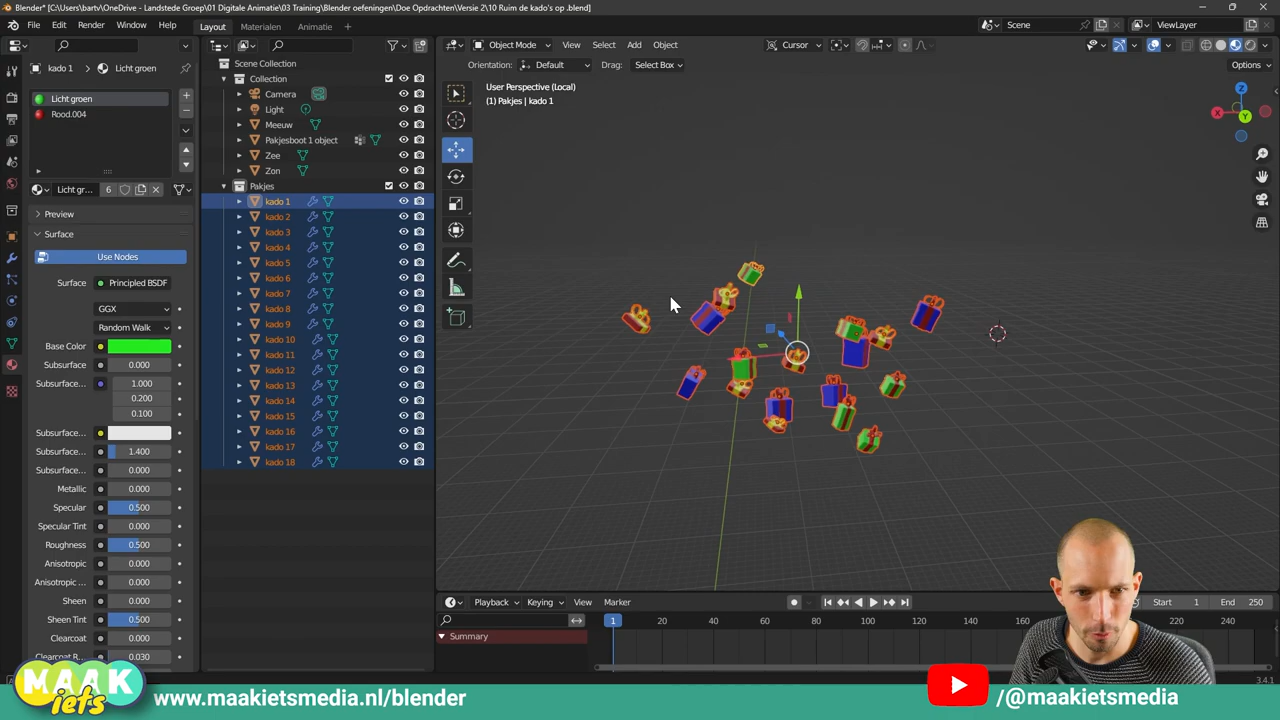 Blender* [C:\Users\bartv\OneDrive - Landstede Groep\01 Digitale Animatie\03 Training\Blender oefeningen\Doe Opdrachten\Versie 2\10 Ruim de kado's op .blend]
File Edit Render Window Help Layout Materialen Animatie Scene ViewLayer
Object Mode View Select Add Object Cursor
kado 1 Licht groen
Orientation: Default Drag: Select Box Options
Licht groen
Rood.004
Licht gr... 6
Preview
Surface
Use Nodes
Surface Principled BSDF
GGX
Random Walk
Base Color
Subsurface 0.000
Subsurface... 1.000
0.200
0.100
Subsurface...
Subsurface... 1.400
Subsurface... 0.000
Metallic 0.000
Specular 0.500
Specular Tint 0.000
Roughness 0.500
Anisotropic 0.000
Anisotropic ... 0.000
Sheen 0.000
Sheen Tint 0.500
Clearcoat 0.000
Clearcoat R... 0.030
Scene Collection
Collection
Camera
Light
Meeuw
Pakjesboot 1 object
Zee
Zon
Pakjes
kado 1
kado 2
kado 3
kado 4
kado 5
kado 6
kado 7
kado 8
kado 9
kado 10
kado 11
kado 12
kado 13
kado 14
kado 15
kado 16
kado 17
kado 18
User Perspective (Local)
(1) Pakjes | kado 1
Z
X
Y
Playback Keying View Marker Start 1 End 250
1 20 40 60 80 100 120 140 160 220 240
Summary
3.4.1
MAAK
iets
www.maakietsmedia.nl/blender
/@maakietsmedia